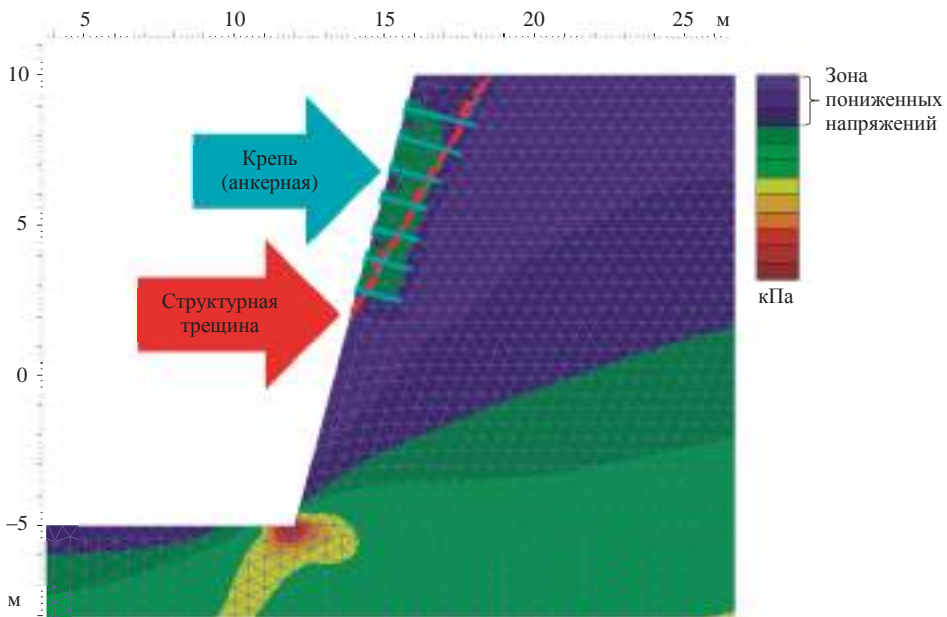 5 10 15 20 25 м
10
5
0
–5
м
Крепь
(анкерная)
Структурная
трещина
Зона
пониженных
напряжений
кПа